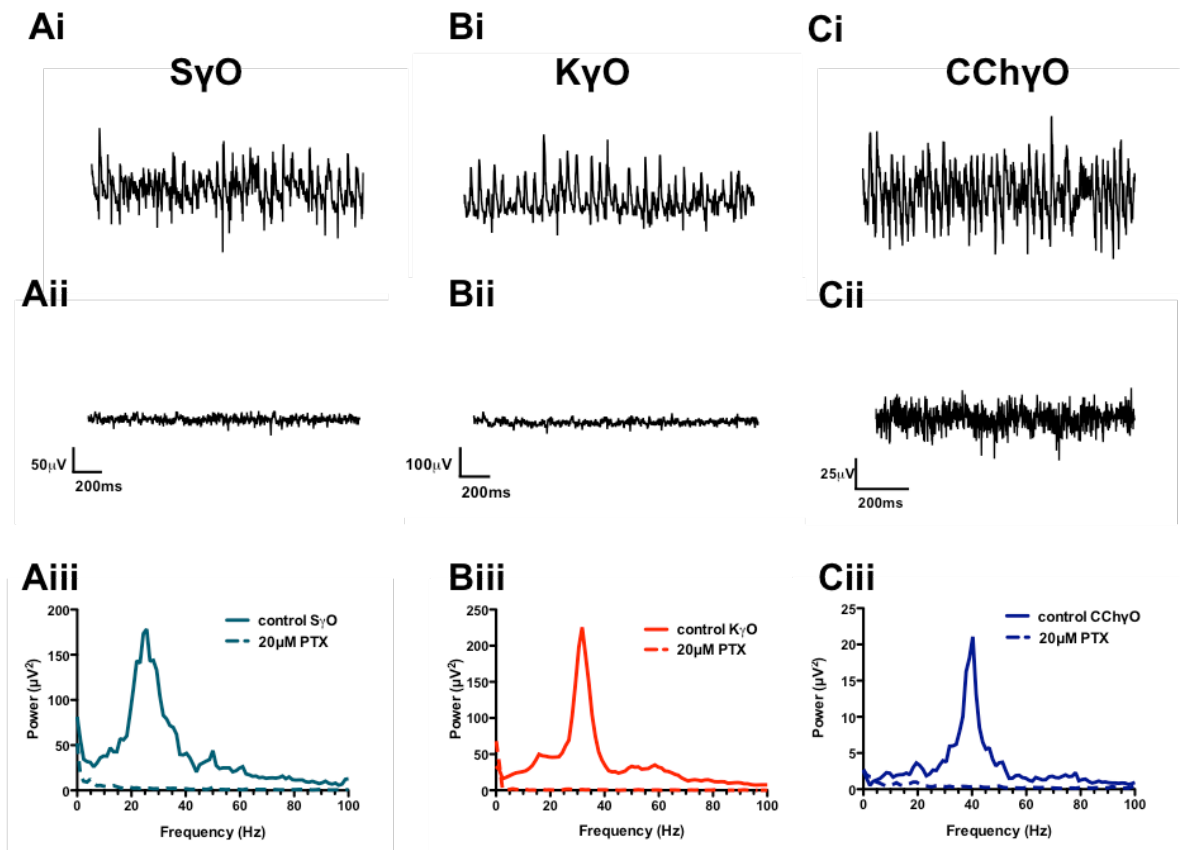 Ai
Bi
Ci
SγO
KγO
CChγO
Aii
Bii
Cii
50μV
200ms
100μV
200ms
25μV
200ms
Aiii
Biii
Ciii
200
150
100
50
0
Power (μV²)
0 20 40 60 80 100
Frequency (Hz)
control SγO
20μM PTX
250
200
150
100
50
0
Power (μV²)
0 20 40 60 80 100
Frequency (Hz)
control KγO
20μM PTX
25
20
15
10
5
0
Power (μV²)
0 20 40 60 80 100
Frequency (Hz)
control CChγO
20μM PTX